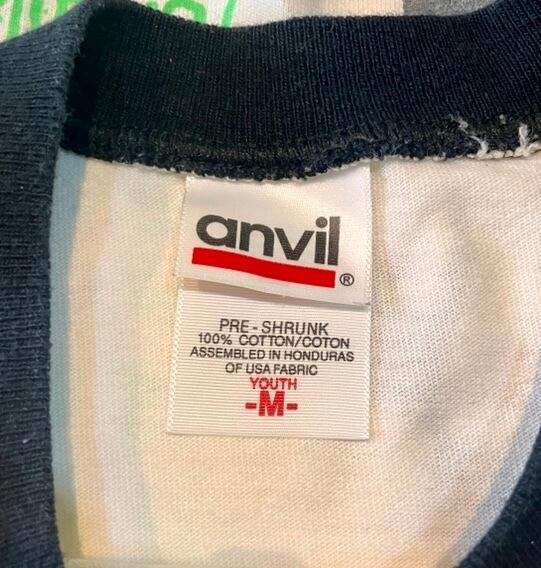 anvil
®
PRE-SHRUNK
100% COTTON/COTON
ASSEMBLED IN HONDURAS
OF USA FABRIC
YOUTH
-M-